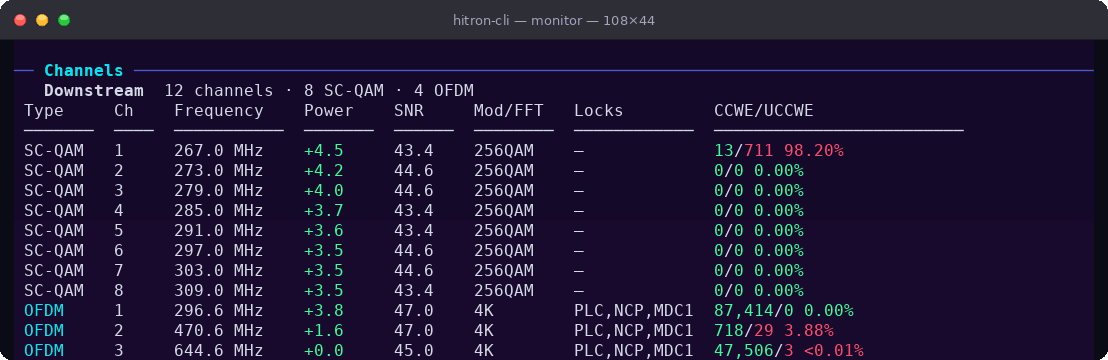 hitron-cli — monitor — 108×44
Channels
Downstream 12 channels · 8 SC-QAM · 4 OFDM
Type Ch Frequency Power SNR Mod/FFT Locks CCWE/UCCWE
SC-QAM 1 267.0 MHz +4.5 43.4 256QAM — 13/711 98.20%
SC-QAM 2 273.0 MHz +4.2 44.6 256QAM — 0/0 0.00%
SC-QAM 3 279.0 MHz +4.0 44.6 256QAM — 0/0 0.00%
SC-QAM 4 285.0 MHz +3.7 43.4 256QAM — 0/0 0.00%
SC-QAM 5 291.0 MHz +3.6 43.4 256QAM — 0/0 0.00%
SC-QAM 6 297.0 MHz +3.5 44.6 256QAM — 0/0 0.00%
SC-QAM 7 303.0 MHz +3.5 44.6 256QAM — 0/0 0.00%
SC-QAM 8 309.0 MHz +3.5 43.4 256QAM — 0/0 0.00%
OFDM 1 296.6 MHz +3.8 47.0 4K PLC,NCP,MDC1 87,414/0 0.00%
OFDM 2 470.6 MHz +1.6 47.0 4K PLC,NCP,MDC1 718/29 3.88%
OFDM 3 644.6 MHz +0.0 45.0 4K PLC,NCP,MDC1 47,506/3 <0.01%